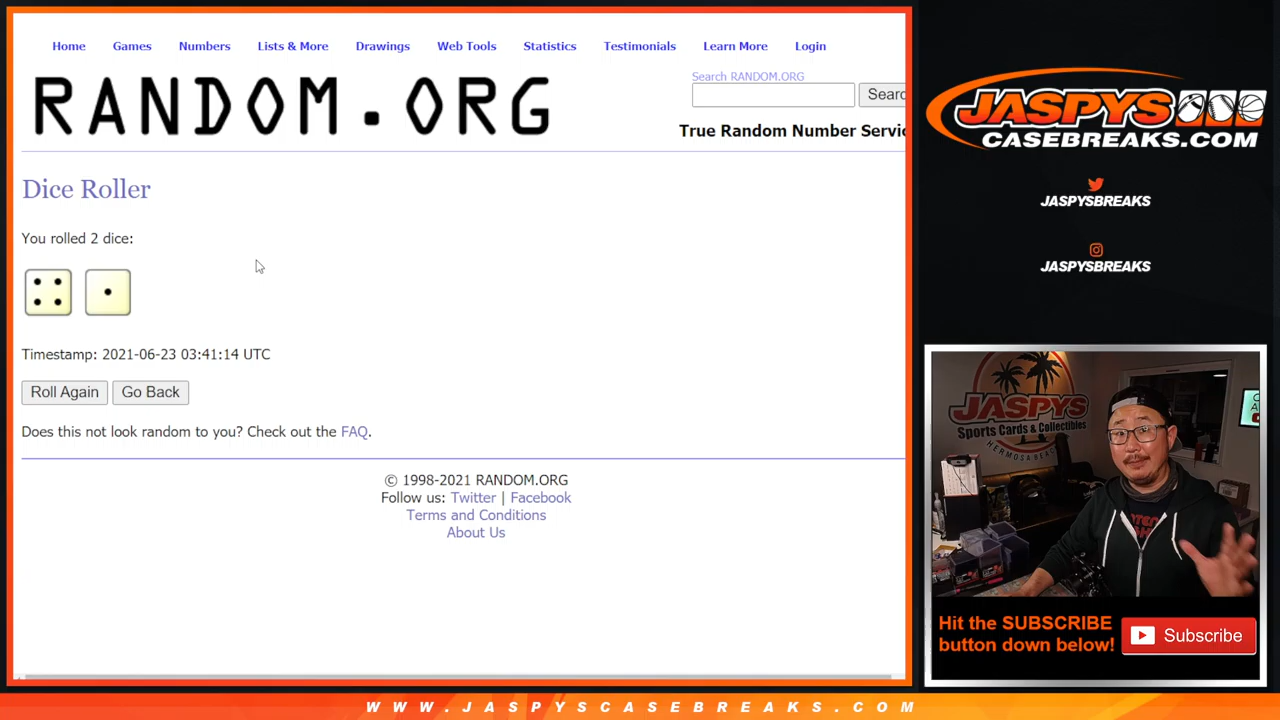 Home Games Numbers Lists & More Drawings Web Tools Statistics Testimonials Learn More Login
RANDOM.ORG
Search RANDOM.ORG
Searc
True Random Number Servic
Dice Roller
You rolled 2 dice:
Timestamp: 2021-06-23 03:41:14 UTC
Roll Again Go Back
Does this not look random to you? Check out the FAQ.
© 1998-2021 RANDOM.ORG
Follow us: Twitter | Facebook
Terms and Conditions
About Us
JASPYS
CASEBREAKS.COM
JASPYSBREAKS
JASPYSBREAKS
JASPYS
Sports Cards & Collectibles
HERMOSA BEACH
Hit the SUBSCRIBE
button down below!
Subscribe
WWW.JASPYSCASEBREAKS.COM